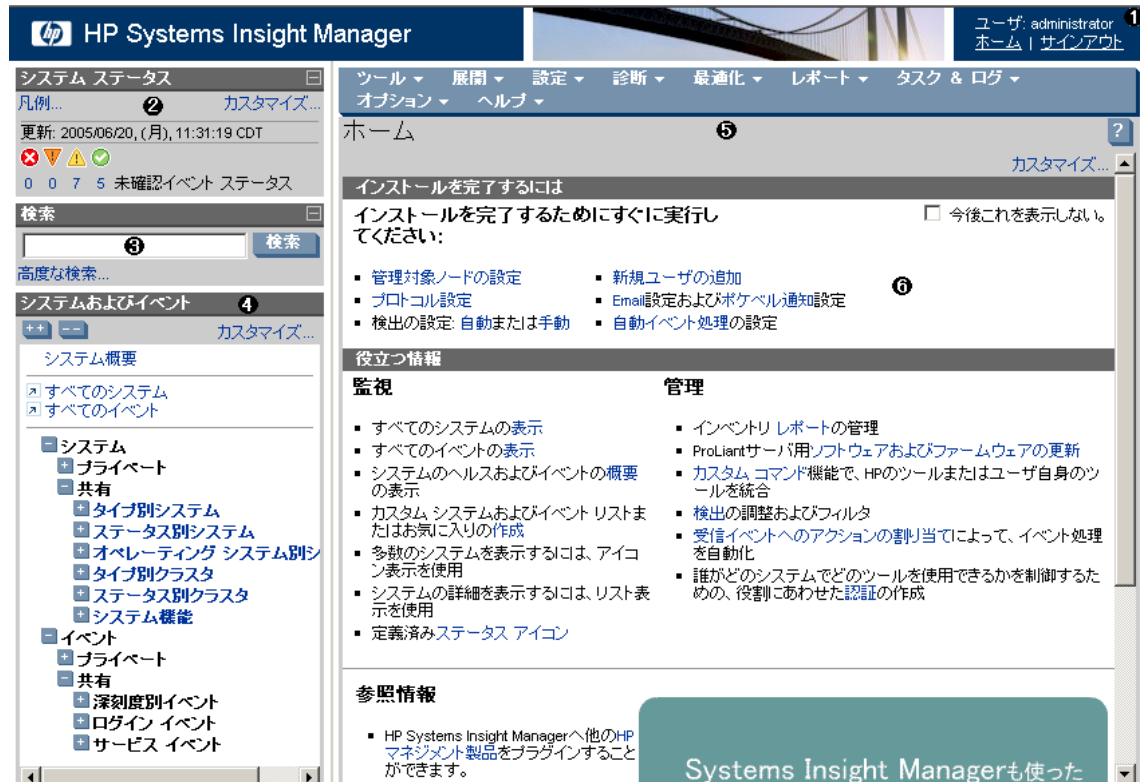 hp HP Systems Insight Manager
ユーザ: administrator ❶
ホーム | サインアウト
システム ステータス
凡例... ❷ カスタマイズ...
更新: 2005/06/20, (月), 11:31:19 CDT
0 0 7 5 未確認イベント ステータス
検索
❸ 検索
高度な検索...
システムおよびイベント ❹
++ -- カスタマイズ...
システム概要
すべてのシステム
すべてのイベント
システム
プライベート
共有
タイプ別システム
ステータス別システム
オペレーティング システム別シ
タイプ別クラスタ
ステータス別クラスタ
システム機能
イベント
プライベート
共有
深刻度別イベント
ログイン イベント
サービス イベント
ツール 展開 設定 診断 最適化 レポート タスク & ログ
オプション ヘルプ
ホーム ❺ ?
カスタマイズ...
インストールを完了するには
インストールを完了するためにすぐに実行し
てください:
今後これを表示しない。
▪ 管理対象ノードの設定
▪ プロトコル設定
▪ 検出の設定: 自動または手動
▪ 新規ユーザの追加
▪ Email設定およびポケベル通知設定
▪ 自動イベント処理の設定
❻
役立つ情報
監視
▪ すべてのシステムの表示
▪ すべてのイベントの表示
▪ システムのヘルスおよびイベントの概要
の表示
▪ カスタム システムおよびイベント リストま
たはお気に入りの作成
▪ 多数のシステムを表示するには、アイコ
ン表示を使用
▪ システムの詳細を表示するには、リスト表
示を使用
▪ 定義済みステータス アイコン
管理
▪ インベントリ レポートの管理
▪ ProLiantサーバ用ソフトウェアおよびファームウェアの更新
▪ カスタム コマンド機能で、HPのツールまたはユーザ自身のツ
ールを統合
▪ 検出の調整およびフィルタ
▪ 受信イベントへのアクションの割り当てによって、イベント処理
を自動化
▪ 誰がどのシステムでどのツールを使用できるかを制御するた
めの、役割にあわせた認証の作成
参照情報
▪ HP Systems Insight Managerへ他のHP
マネジメント製品をプラグインすること
ができます。
Systems Insight Managerも使った